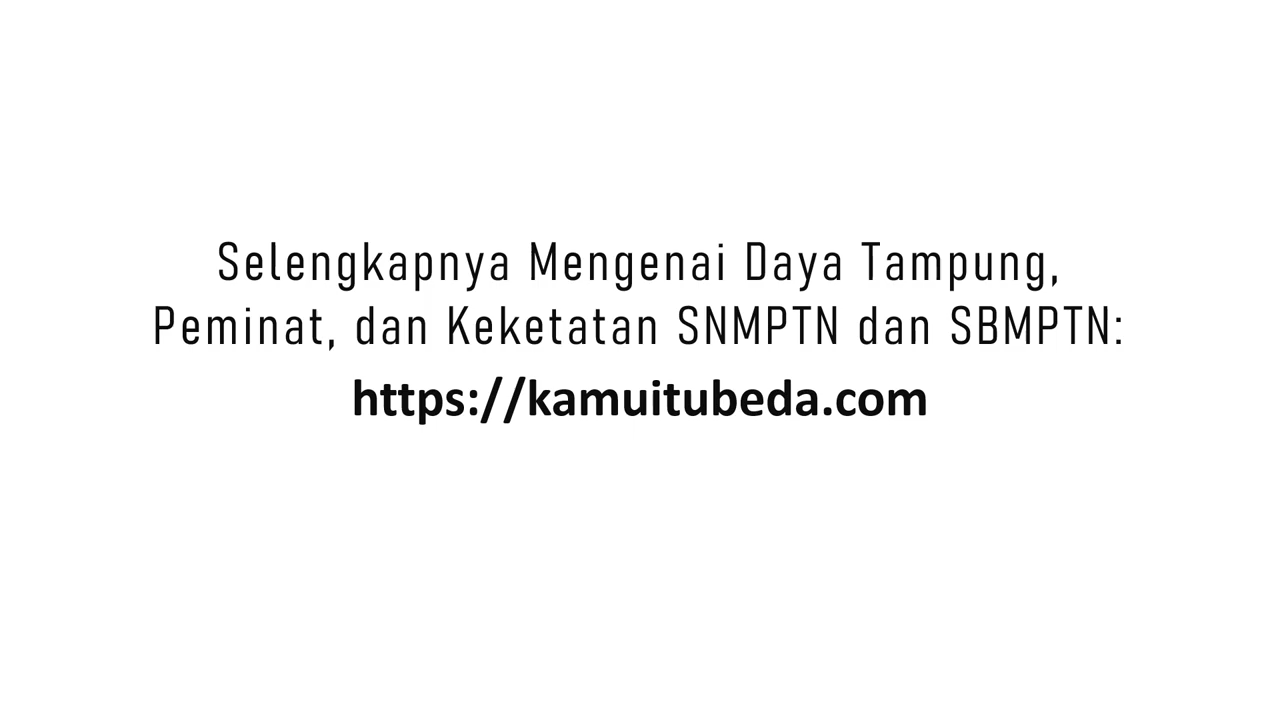 Selengkapnya Mengenai Daya Tampung,
Peminat, dan Keketatan SNMPTN dan SBMPTN:
https://kamuitubeda.com